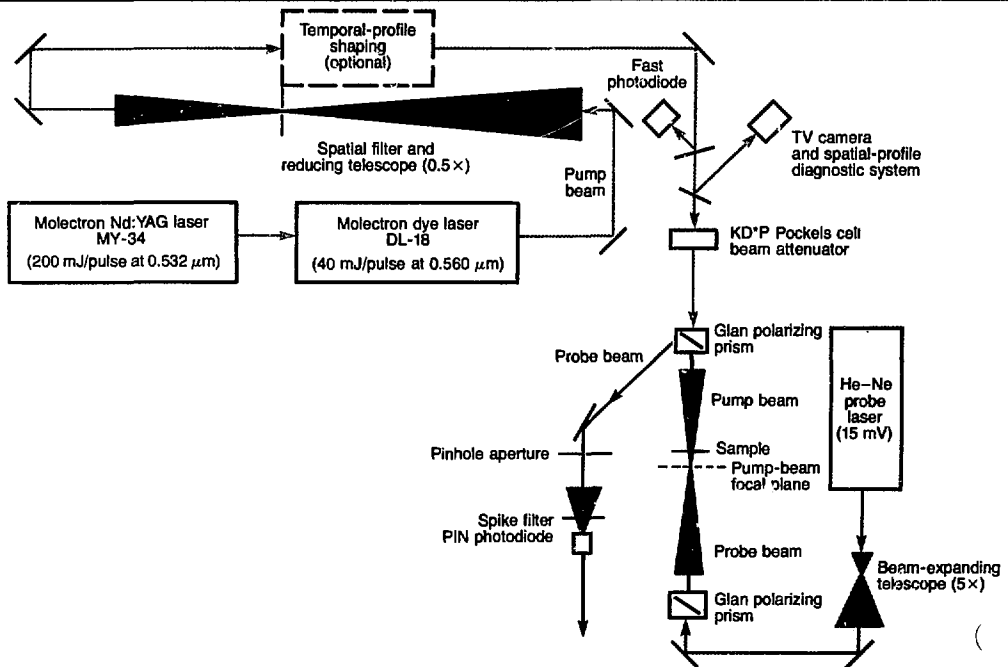 Temporal-profile
shaping
(optional)
Fast
photodiode
TV camera
and spatial-profile
diagnostic system
Spatial filter and
reducing telescope (0.5×)
Pump
beam
Molectron Nd:YAG laser
MY-34
(200 mJ/pulse at 0.532 μm)
Molectron dye laser
DL-18
(40 mJ/pulse at 0.560 μm)
KD*P Pockels cell
beam attenuator
Glan polarizing
prism
Probe beam
He–Ne
probe
laser
(15 mV)
Pump beam
Pinhole aperture
Sample
Pump-beam
focal plane
Spike filter
PIN photodiode
Probe beam
Beam-expanding
telescope (5×)
Glan polarizing
prism